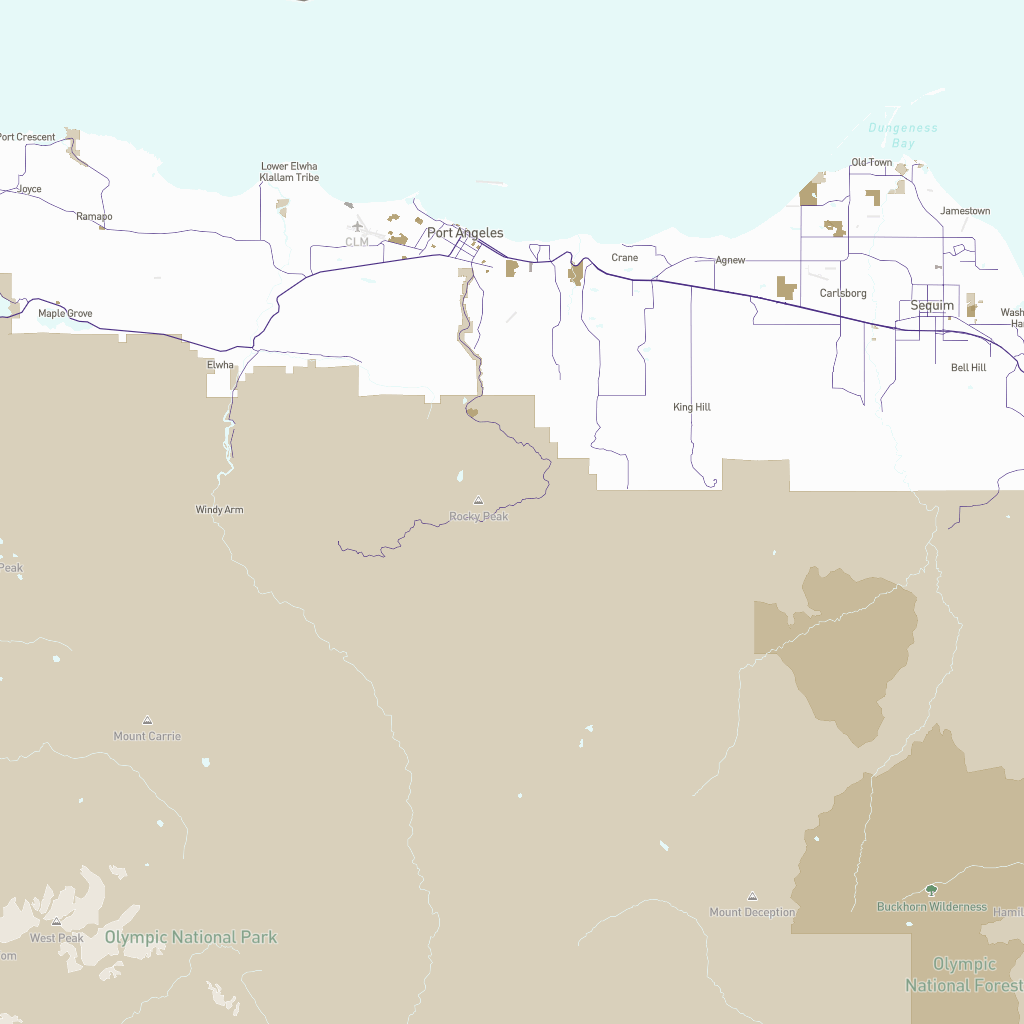 Dungeness
Bay
Port Crescent
Old Town
Lower Elwha
Klallam Tribe
Joyce
Ramapo
Jamestown
Port Angeles
CLM
Crane
Agnew
Carlsborg
Sequim
Maple Grove
Wash
Ha
Elwha
Bell Hill
King Hill
Windy Arm
Rocky Peak
Peak
Mount Carrie
Buckhorn Wilderness
Mount Deception
Hamil
West Peak
Olympic National Park
om
Olympic
National Forest